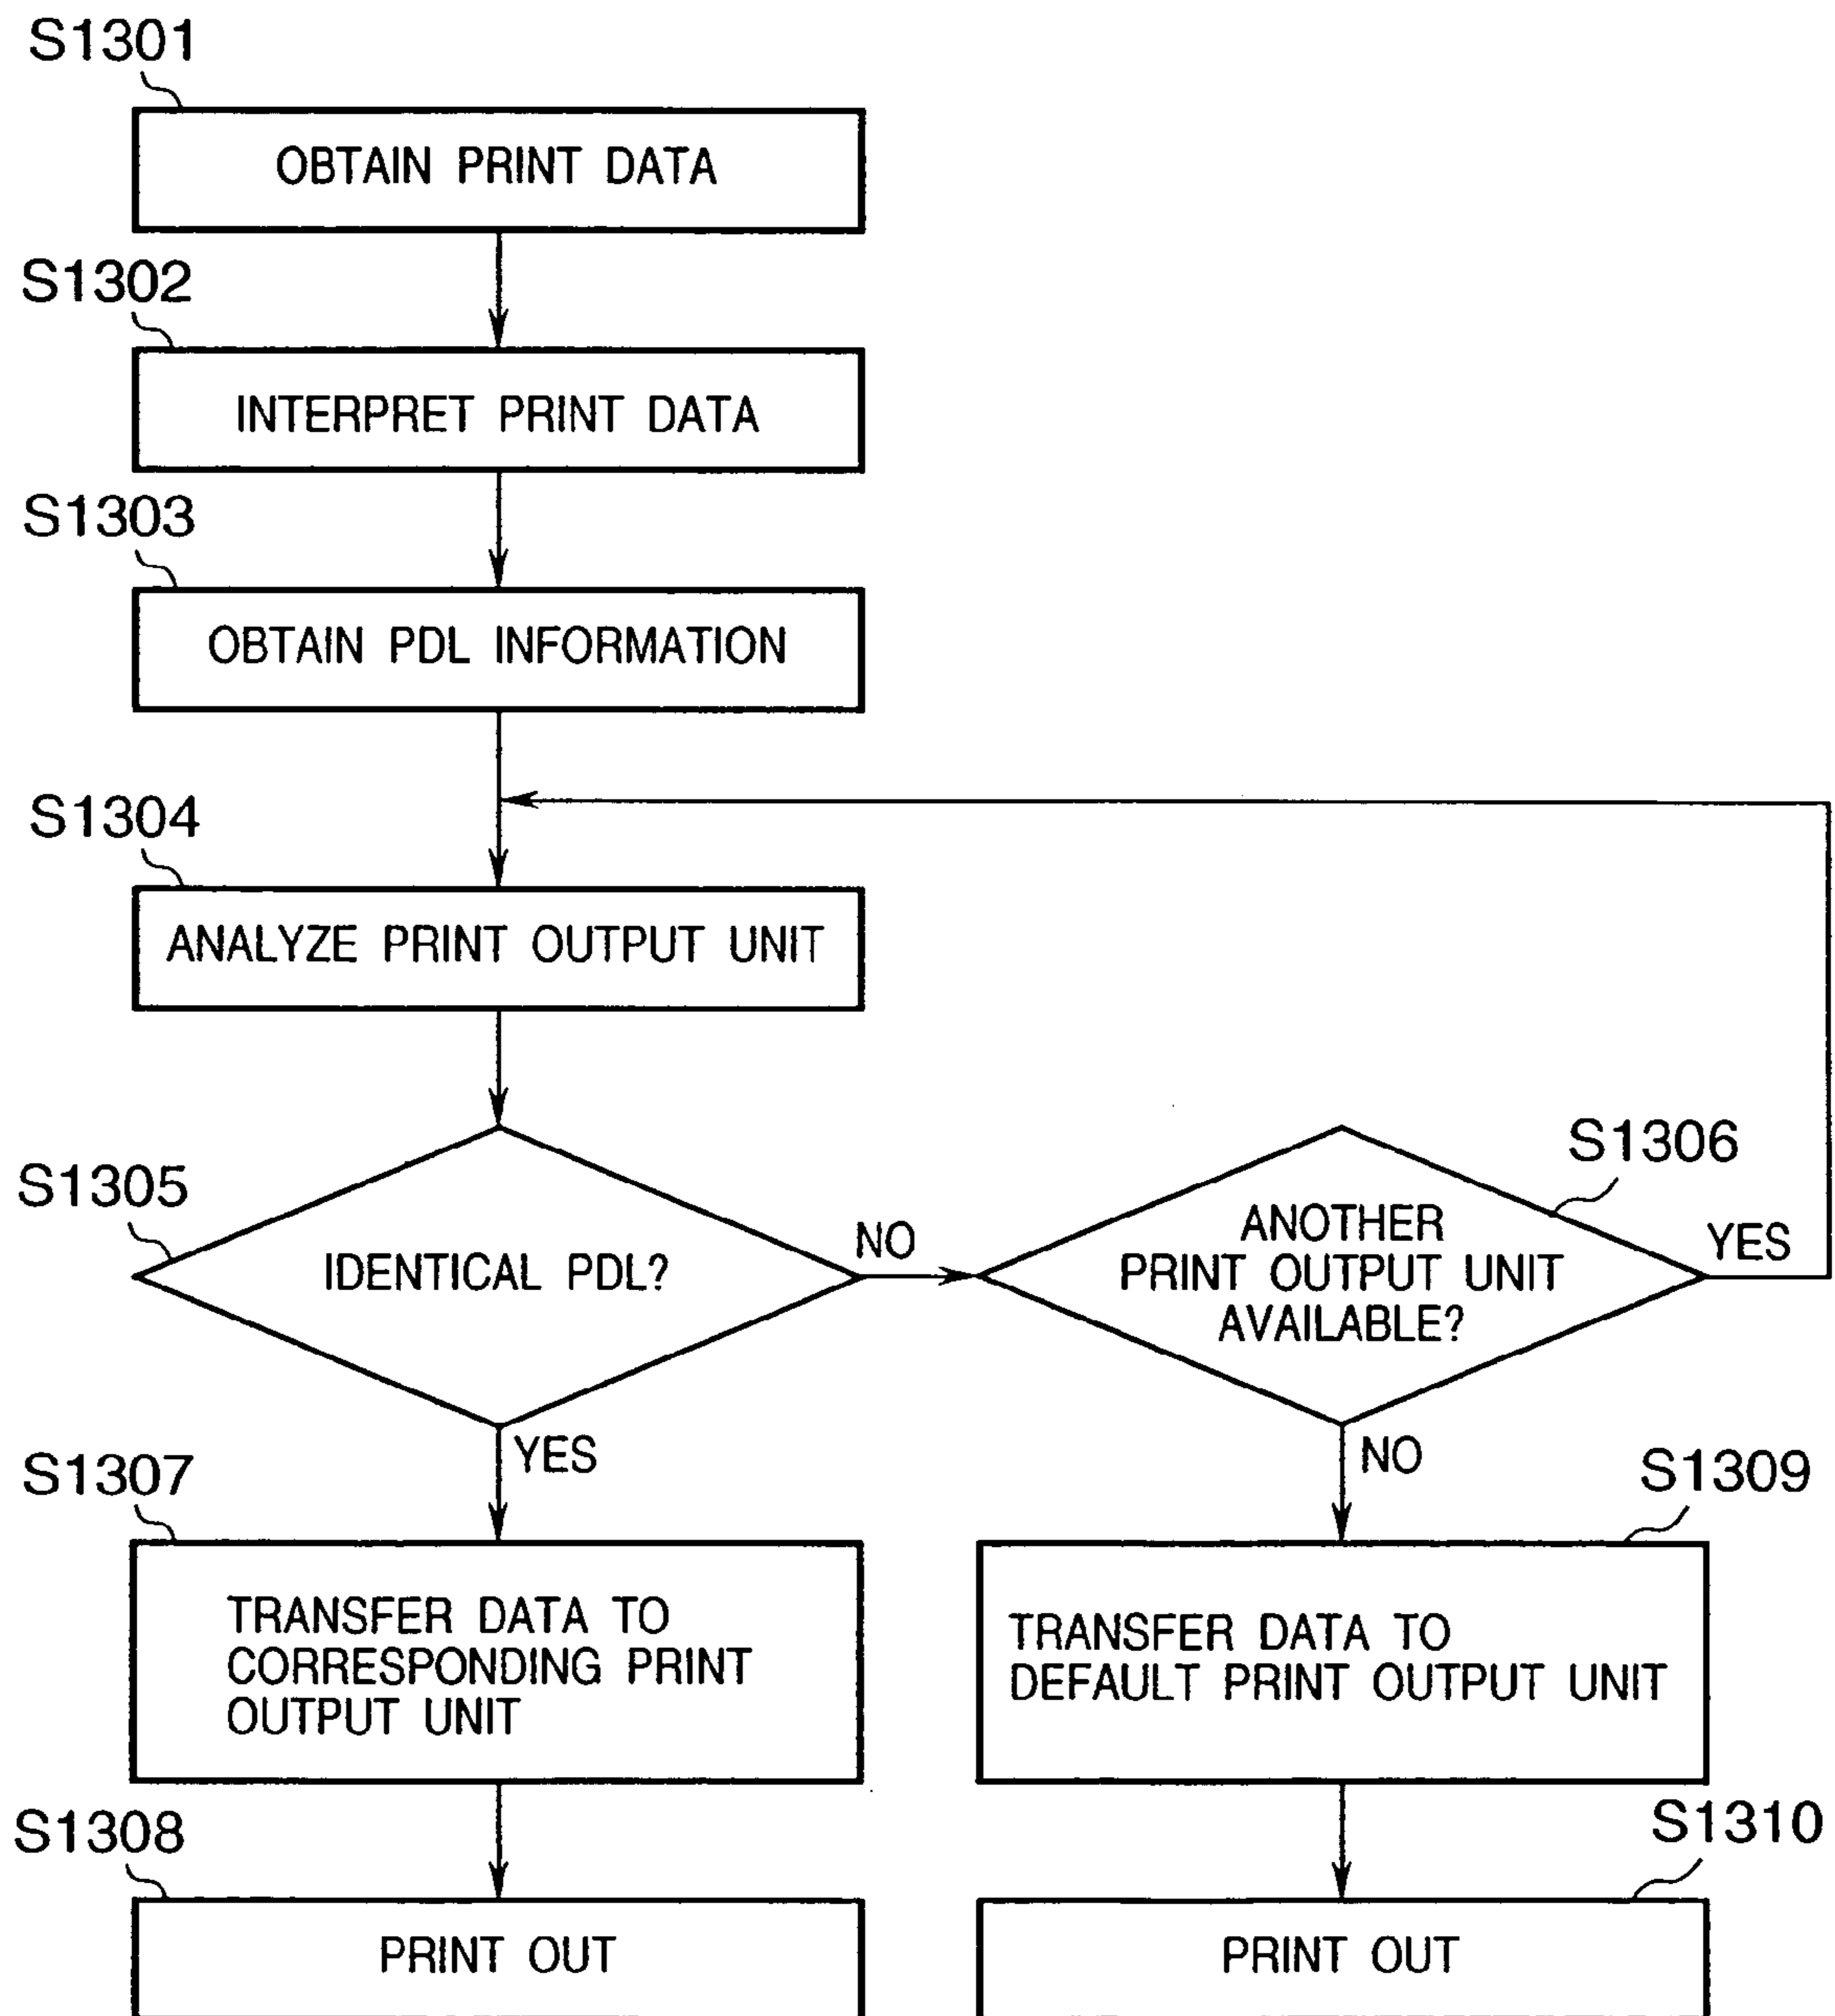 S1301
OBTAIN PRINT DATA
S1302
INTERPRET PRINT DATA
S1303
OBTAIN PDL INFORMATION
S1304
ANALYZE PRINT OUTPUT UNIT
S1305
IDENTICAL PDL?
NO
S1306
ANOTHER
PRINT OUTPUT UNIT
AVAILABLE?
YES
YES
NO
S1307
TRANSFER DATA TO
CORRESPONDING PRINT
OUTPUT UNIT
S1309
TRANSFER DATA TO
DEFAULT PRINT OUTPUT UNIT
S1308
PRINT OUT
S1310
PRINT OUT